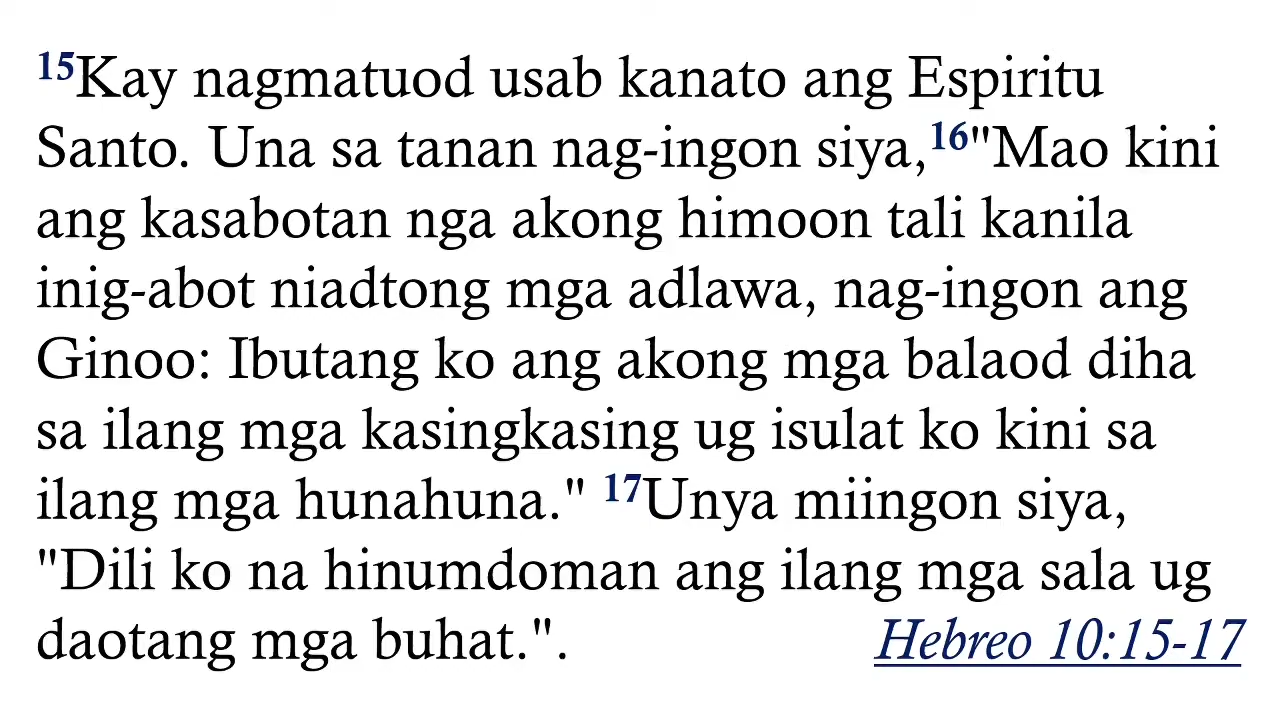 15Kay nagmatuod usab kanato ang Espiritu
Santo. Una sa tanan nag-ingon siya,16"Mao kini
ang kasabotan nga akong himoon tali kanila
inig-abot niadtong mga adlawa, nag-ingon ang
Ginoo: Ibutang ko ang akong mga balaod diha
sa ilang mga kasingkasing ug isulat ko kini sa
ilang mga hunahuna." 17Unya miingon siya,
"Dili ko na hinumdoman ang ilang mga sala ug
daotang mga buhat.". Hebreo 10:15-17